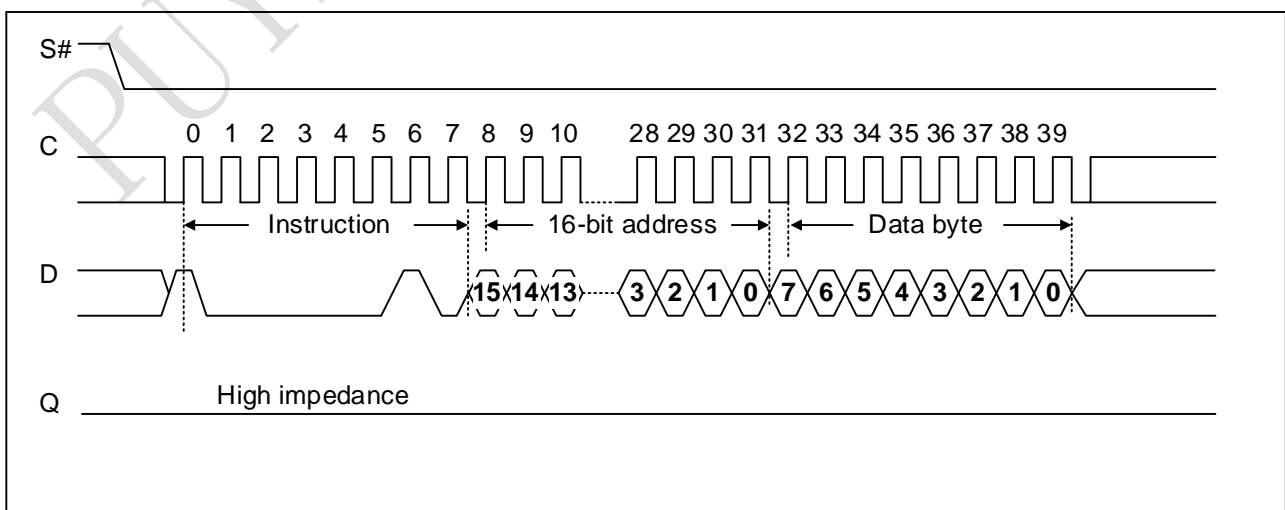 PUY
S#
0 1 2 3 4 5 6 7 8 9 10 28 29 30 31 32 33 34 35 36 37 38 39
C
Instruction 16-bit address Data byte
D
15 14 13 3 2 1 0 7 6 5 4 3 2 1 0
High impedance
Q